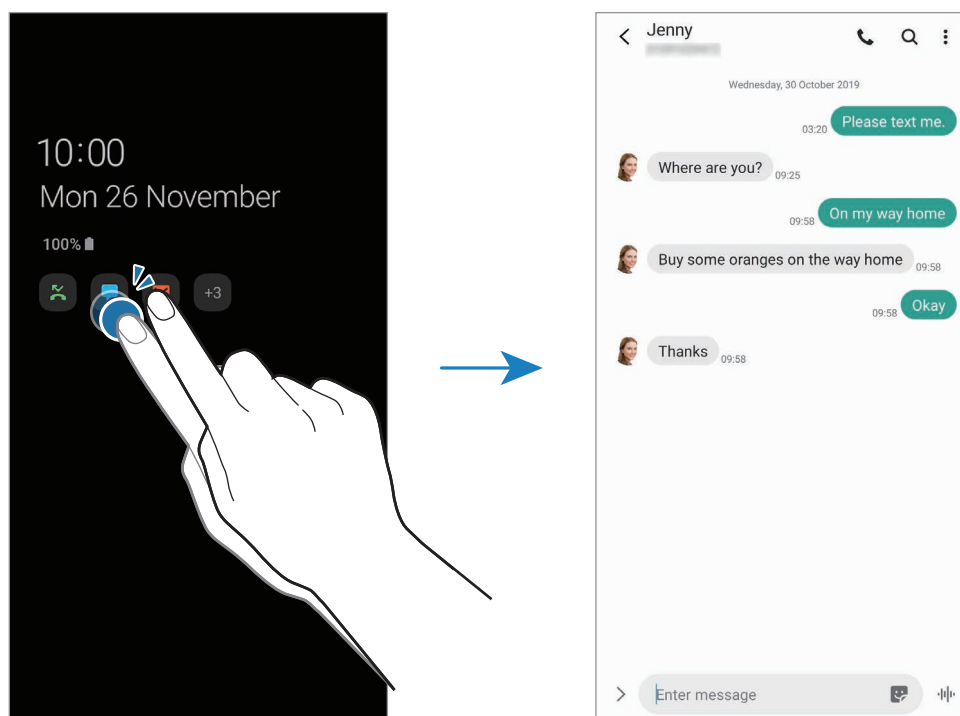 10:00
Mon 26 November
100%
+3
Jenny
Wednesday, 30 October 2019
03:20 Please text me.
Where are you? 09:25
09:58 On my way home
Buy some oranges on the way home 09:58
09:58 Okay
Thanks 09:58
Enter message